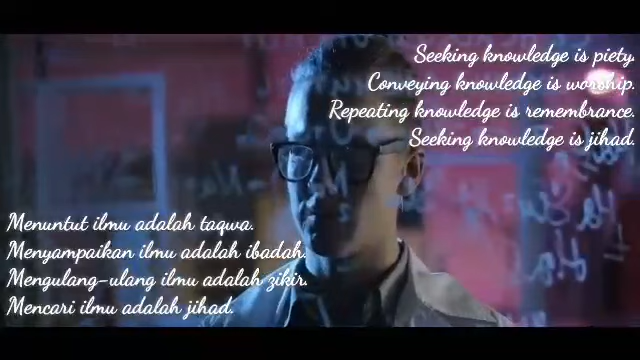 Seeking knowledge is piety.
Conveying knowledge is worship.
Repeating knowledge is remembrance.
Seeking knowledge is jihad.
Menuntut ilmu adalah taqwa.
Menyampaikan ilmu adalah ibadah.
Mengulang-ulang ilmu adalah zikir.
Mencari ilmu adalah jihad.